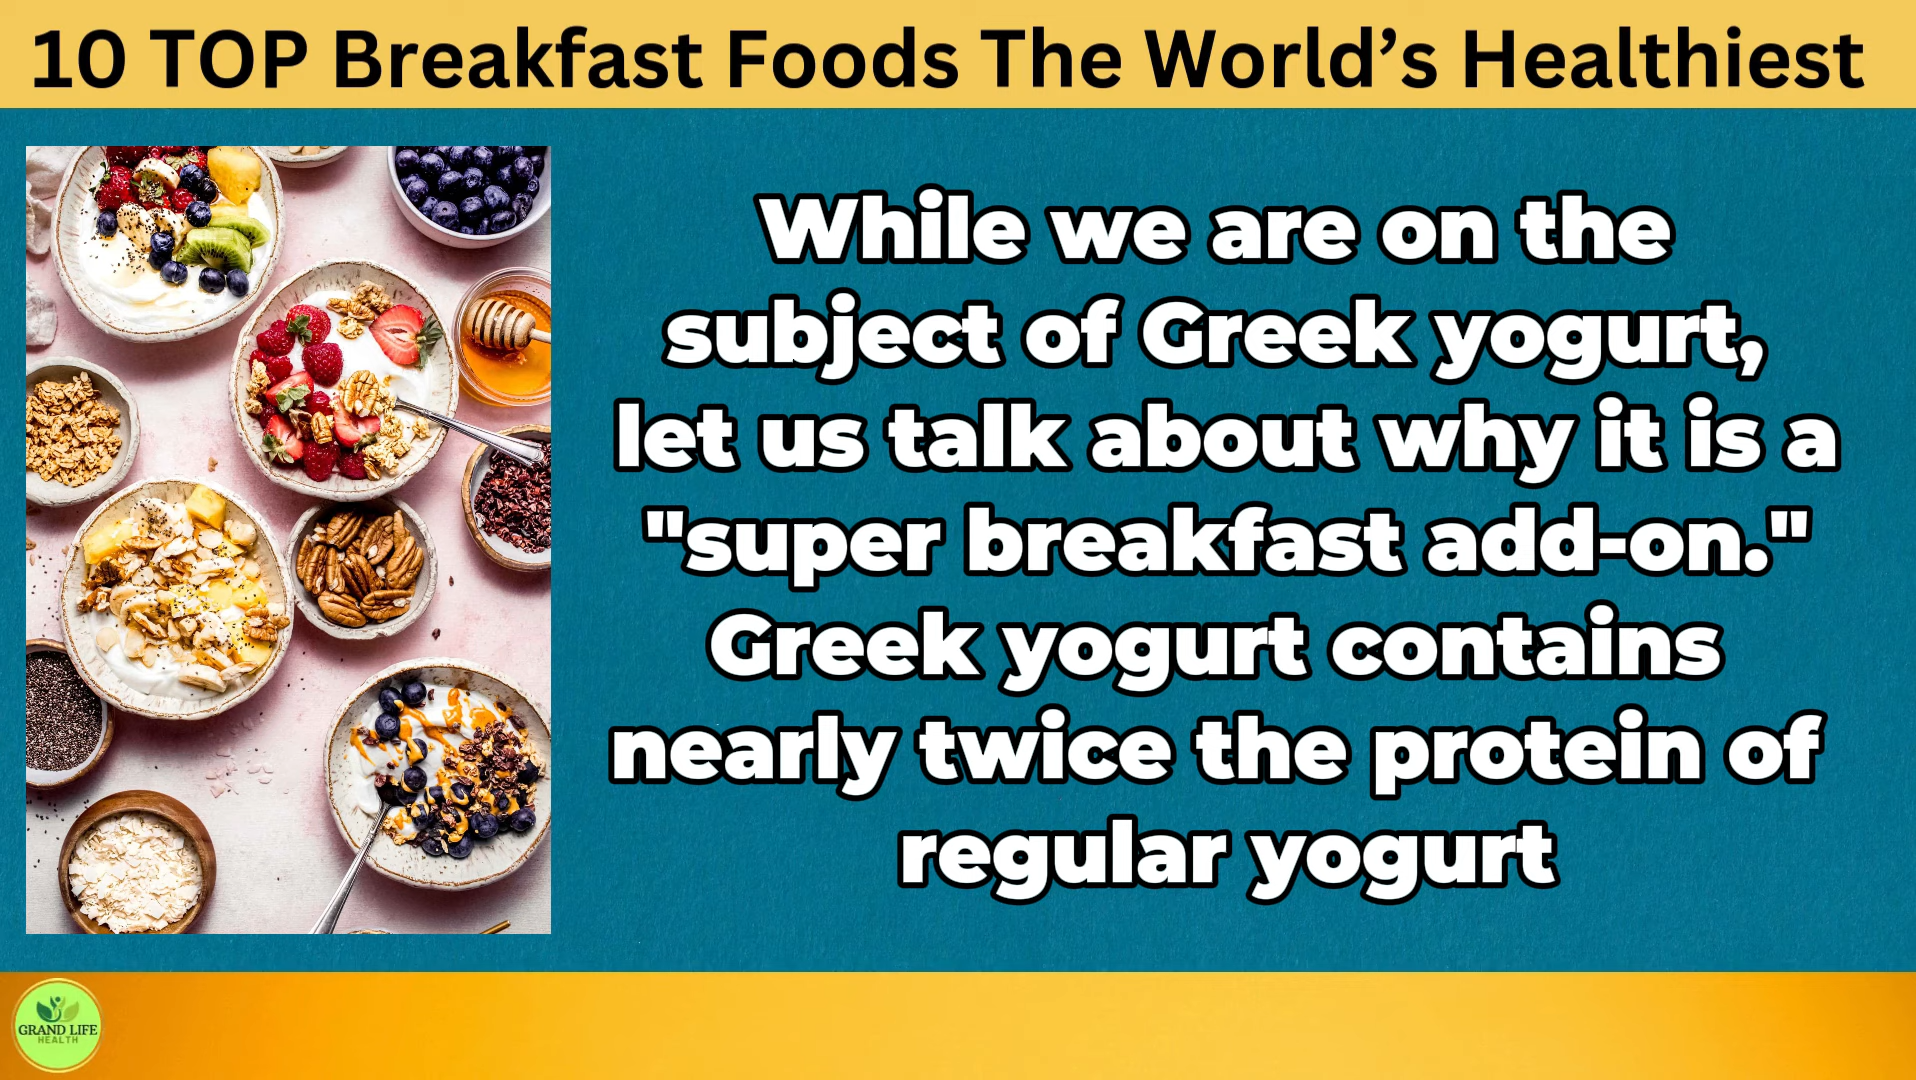 10 TOP Breakfast Foods The World’s Healthiest
While we are on the
subject of Greek yogurt,
let us talk about why it is a
"super breakfast add-on."
Greek yogurt contains
nearly twice the protein of
regular yogurt
GRAND LIFE
HEALTH